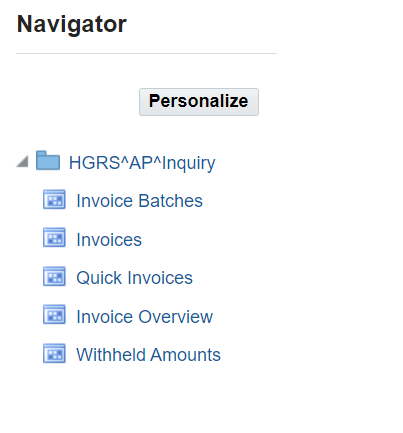 Navigator
Personalize
HGRS^AP^Inquiry
Invoice Batches
Invoices
Quick Invoices
Invoice Overview
Withheld Amounts